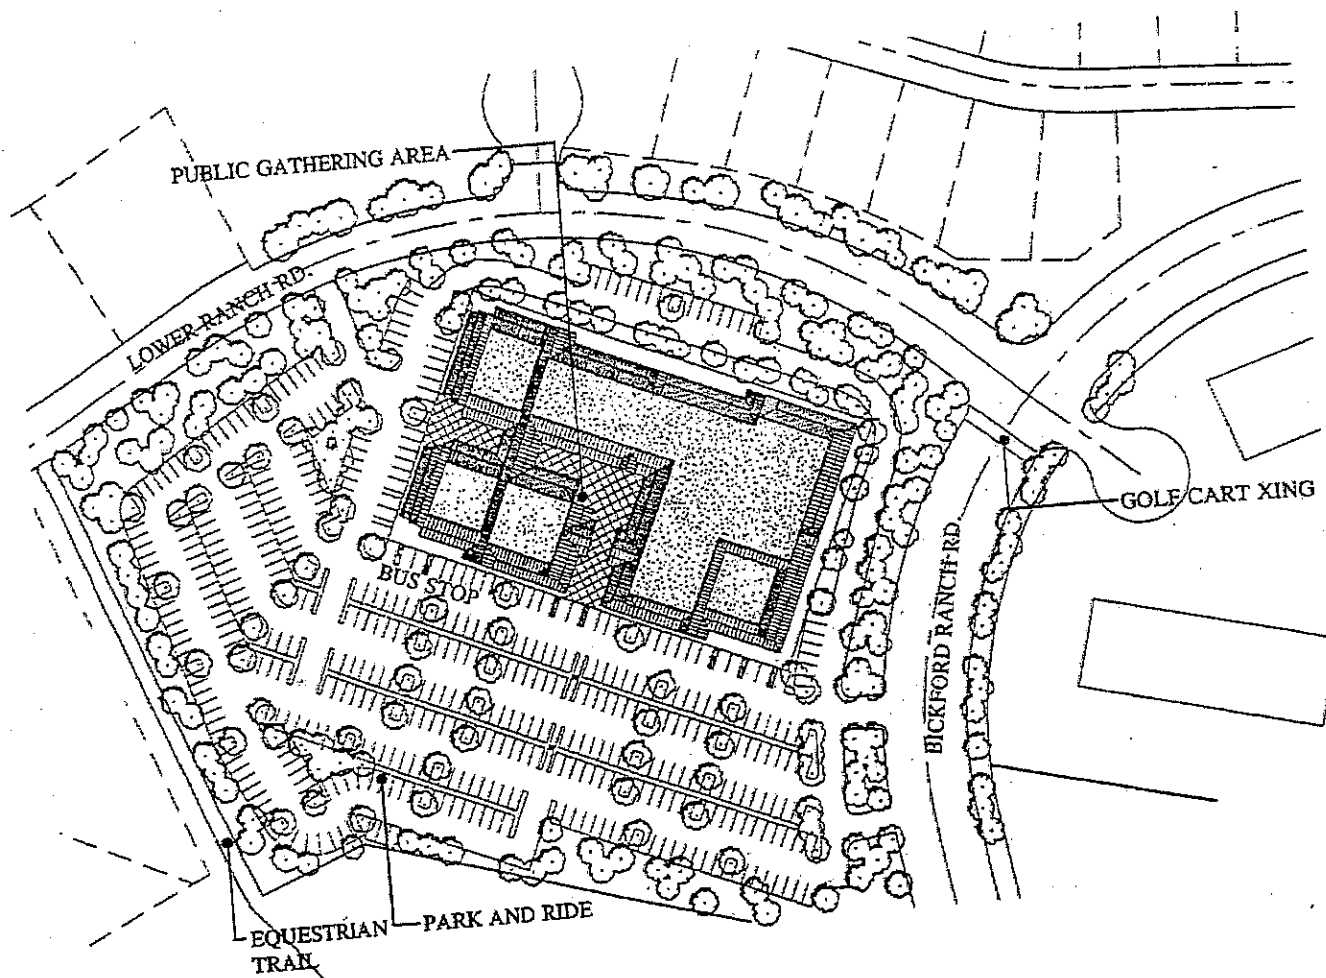 PUBLIC GATHERING AREA
LOWER RANCH RD.
GOLF CART XING
BUS STOP
BICKFORD RANCH RD.
PARK AND RIDE
EQUESTRIAN
TRAIL